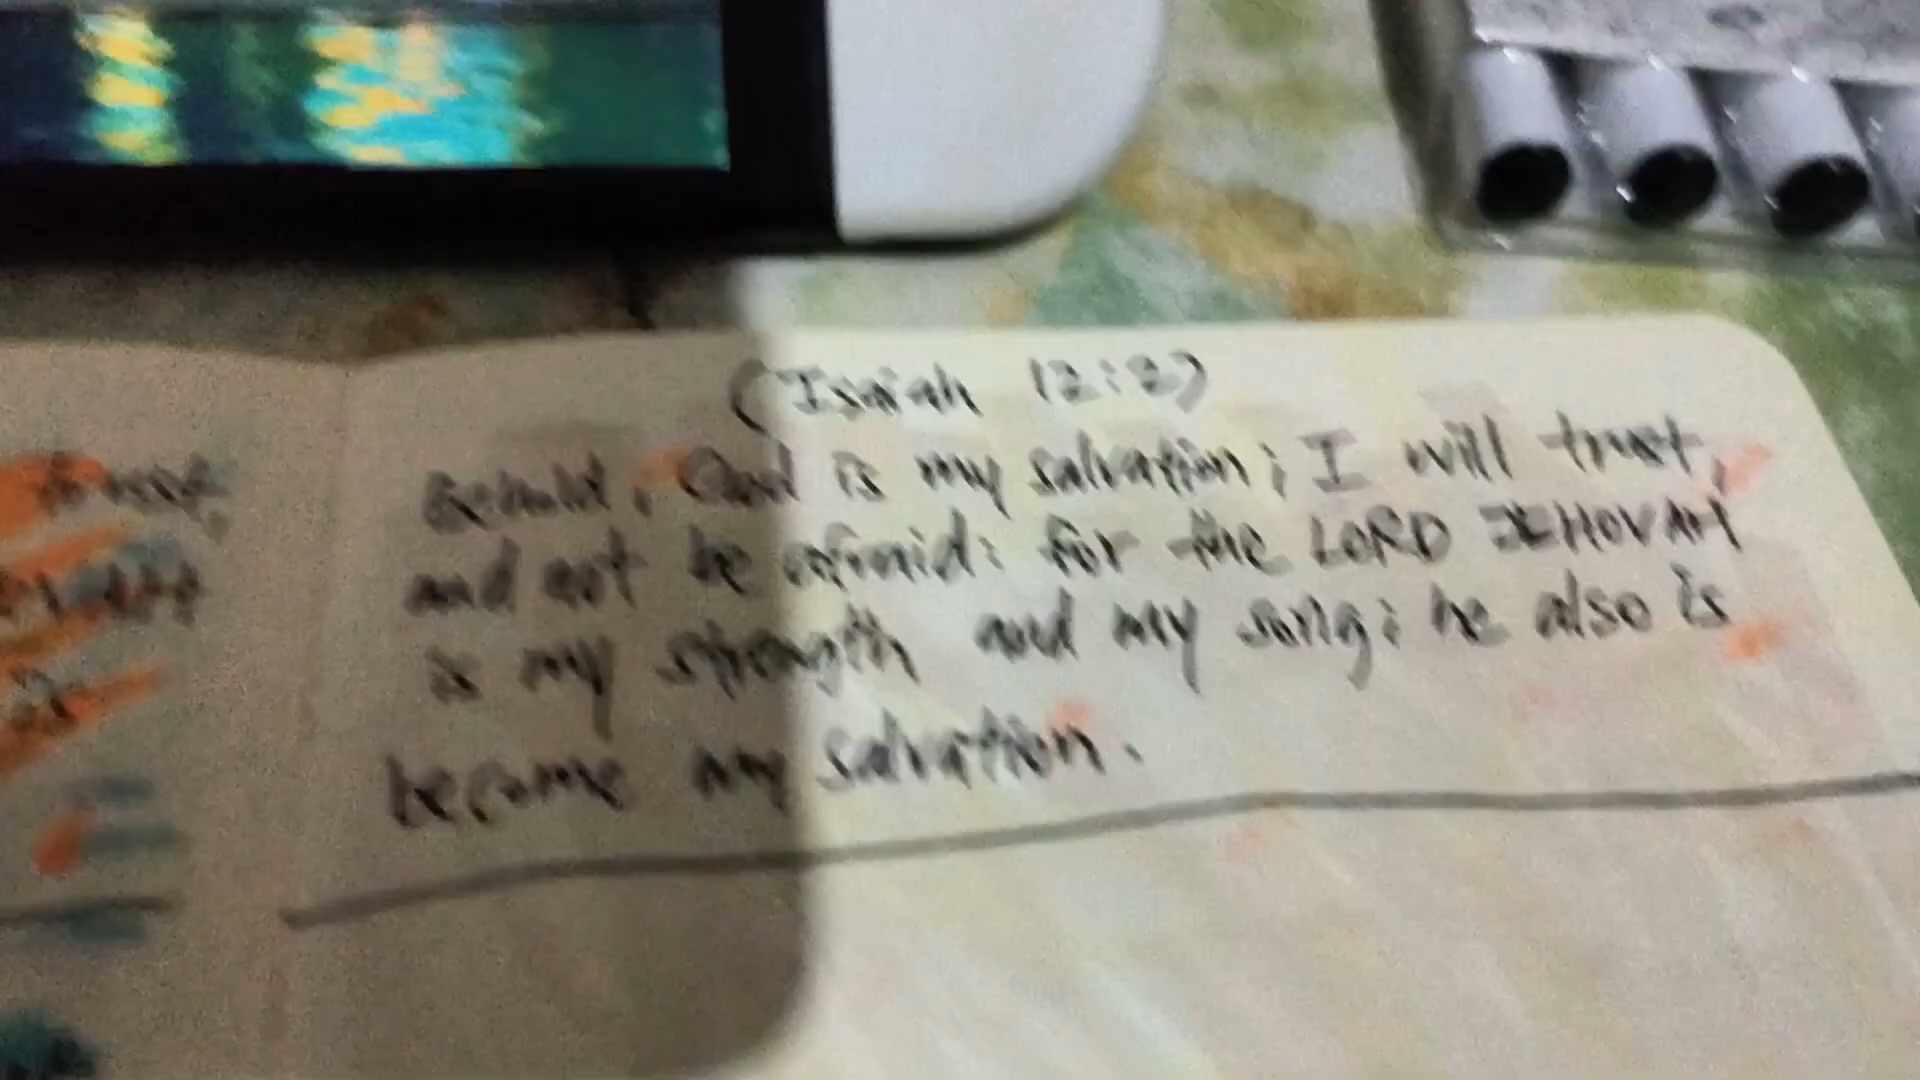 (Isaiah 12:2)
Behold, God is my salvation; I will trust,
and not be afraid: for the LORD JEHOVAH
is my strength and my song; he also is
become my salvation.